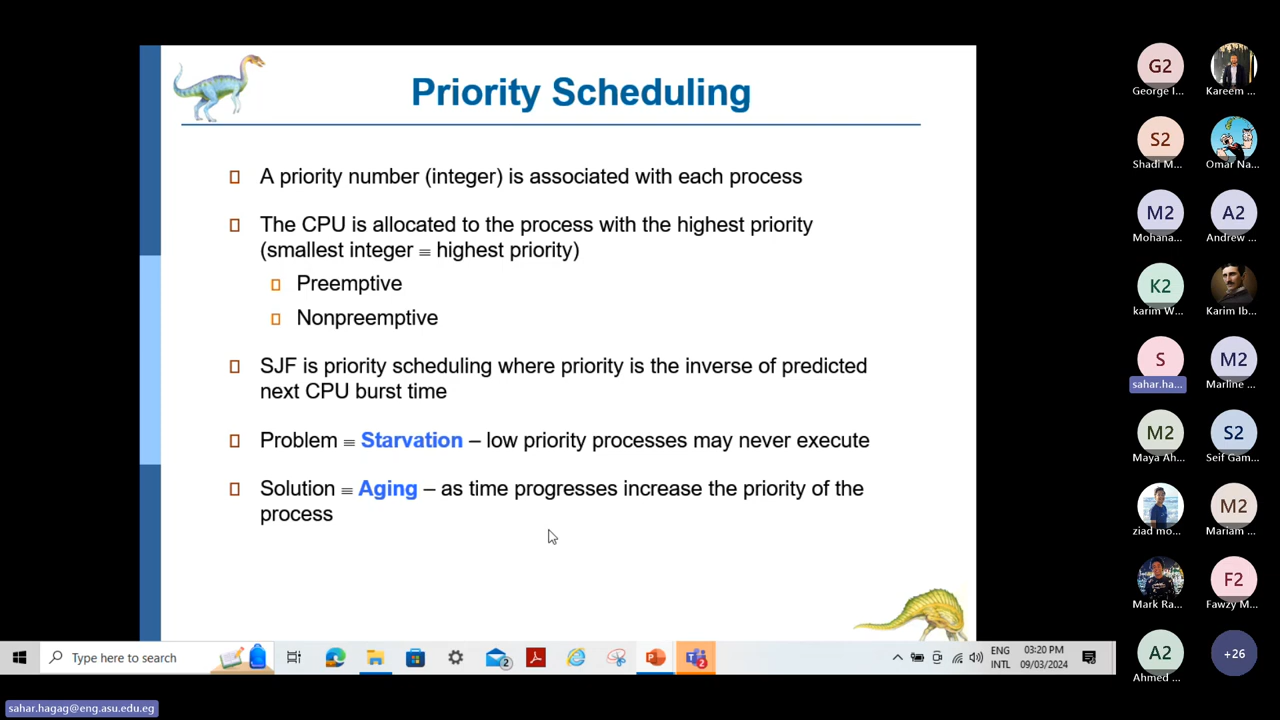 Priority Scheduling
A priority number (integer) is associated with each process
The CPU is allocated to the process with the highest priority
(smallest integer ≡ highest priority)
Preemptive
Nonpreemptive
SJF is priority scheduling where priority is the inverse of predicted
next CPU burst time
Problem ≡ Starvation – low priority processes may never execute
Solution ≡ Aging – as time progresses increase the priority of the
process
G2
George I...
Kareem ...
S2
Shadi M...
Omar Na...
M2
Mohana...
A2
Andrew ...
K2
karim W...
Karim Ib...
S
sahar.ha...
M2
Marline ...
M2
Maya Ah...
S2
Seif Gam...
ziad mo...
M2
Mariam ...
Mark Ra...
F2
Fawzy M...
A2
Ahmed ...
+26
Type here to search
2
2
ENG
INTL
03:20 PM
09/03/2024
sahar.hagag@eng.asu.edu.eg